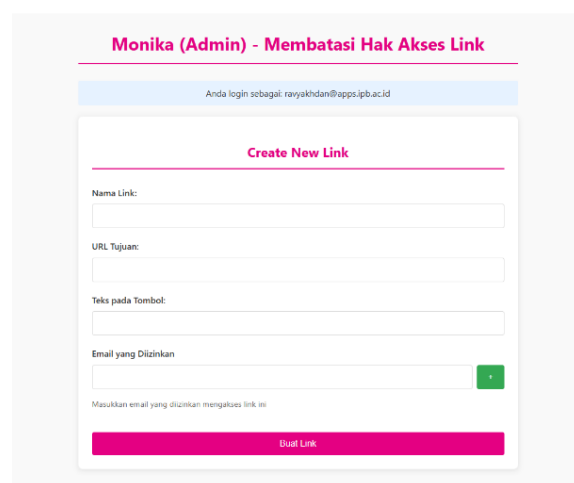 Monika (Admin) - Membatasi Hak Akses Link
Anda login sebagai: ravyakhdan@apps.ipb.ac.id
Create New Link
Nama Link:
URL Tujuan:
Teks pada Tombol:
Email yang Diizinkan
+
Masukkan email yang diizinkan mengakses link ini
Buat Link